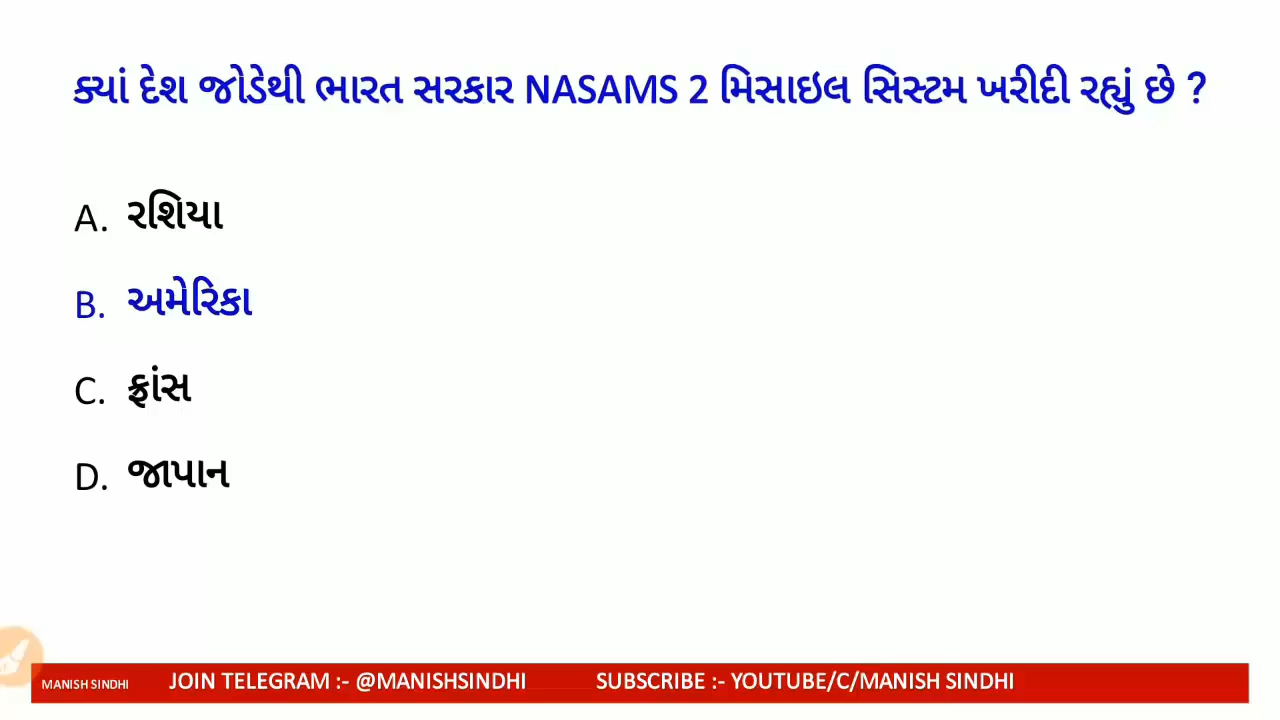 ક્યાં દેશ જોડેથી ભારત સરકાર NASAMS 2 મિસાઇલ સિસ્ટમ ખરીદી રહ્યું છે ?
A. રશિયા
B. અમેરિકા
C. ફ્રાંસ
D. જાપાન
MANISH SINDHI JOIN TELEGRAM :- @MANISHSINDHI SUBSCRIBE :- YOUTUBE/C/MANISH SINDHI